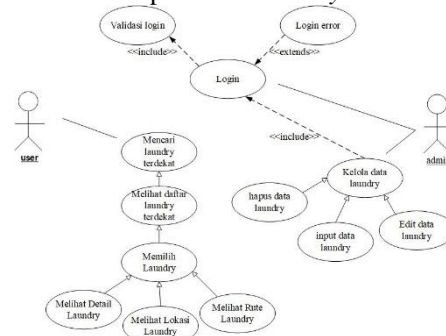 Validasi login
Login error
<<include>>
<<extends>>
Login
user
<<include>>
admi
Mencari
laundry
terdekat
Kelola data
laundry
Melihat daftar
laundry
terdekat
hapus data
laundry
input data
laundry
Edit data
laundry
Memilih
Laundry
Melihat Detail
Laundry
Melihat Lokasi
Laundry
Melihat Rute
Laundry